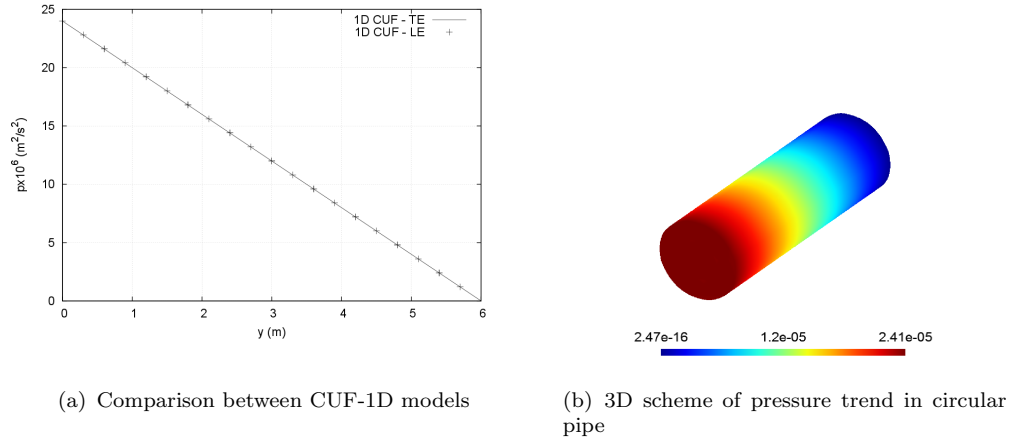 25
20
15
10
5
0
px10^6 (m^2/s^2)
0 1 2 3 4 5 6
y (m)
1D CUF - TE
1D CUF - LE
2.47e-16 1.2e-05 2.41e-05
(a) Comparison between CUF-1D models
(b) 3D scheme of pressure trend in circular
pipe